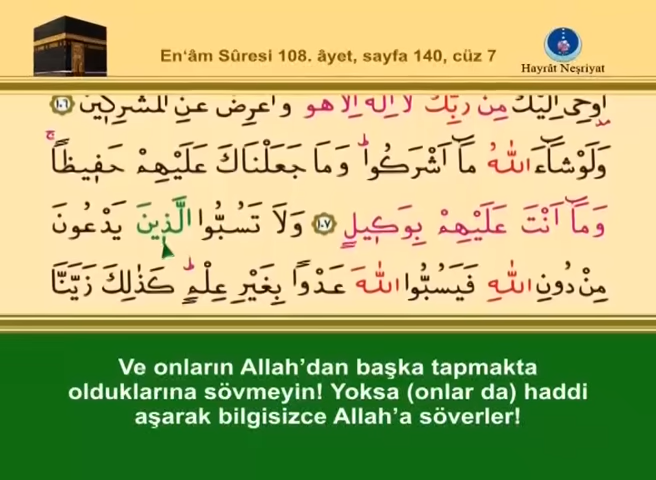 En'âm Sûresi 108. âyet, sayfa 140, cüz 7
Hayrât Neşriyat
اُوحِيَ اِلَيْكَ مِنْ رَبِّكَ لَا اِلٰهَ اِلَّا هُوَ وَاَعْرِضْ عَنِ الْمُشْرِكِينَ ﴿١٠٦﴾
وَلَوْ شَٓاءَ اللّٰهُ مَٓا اَشْرَكُواۜ وَمَا جَعَلْنَاكَ عَلَيْهِمْ حَفِيظًاۚ
وَمَٓا اَنْتَ عَلَيْهِمْ بِوَكِيلٍ ﴿١٠٧﴾ وَلَا تَسُبُّوا الَّذِينَ يَدْعُونَ
مِنْ دُونِ اللّٰهِ فَيَسُبُّوا اللّٰهَ عَدْوًا بِغَيْرِ عِلْمٍۜ كَذٰلِكَ زَيَّنَّا
Ve onların Allah'dan başka tapmakta
olduklarına sövmeyin! Yoksa (onlar da) haddi
aşarak bilgisizce Allah'a söverler!